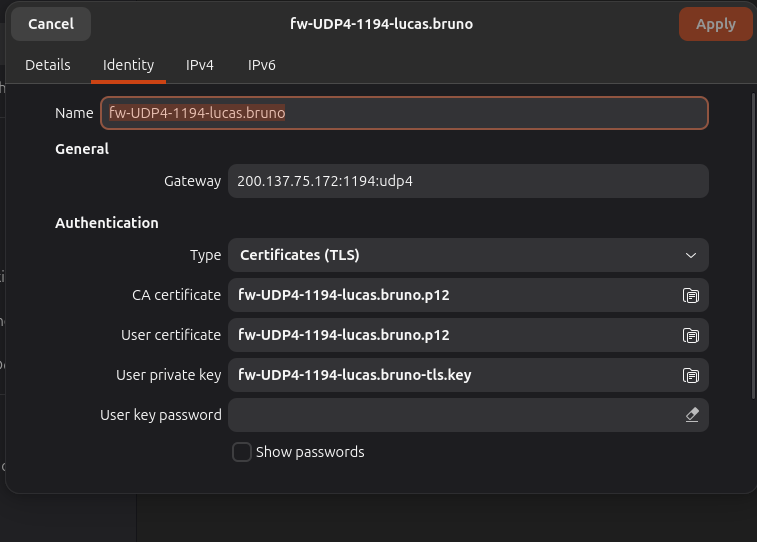 Cancel fw-UDP4-1194-lucas.bruno Apply
Details Identity IPv4 IPv6
Name fw-UDP4-1194-lucas.bruno
General
Gateway 200.137.75.172:1194:udp4
Authentication
Type Certificates (TLS)
CA certificate fw-UDP4-1194-lucas.bruno.p12
User certificate fw-UDP4-1194-lucas.bruno.p12
User private key fw-UDP4-1194-lucas.bruno-tls.key
User key password
Show passwords